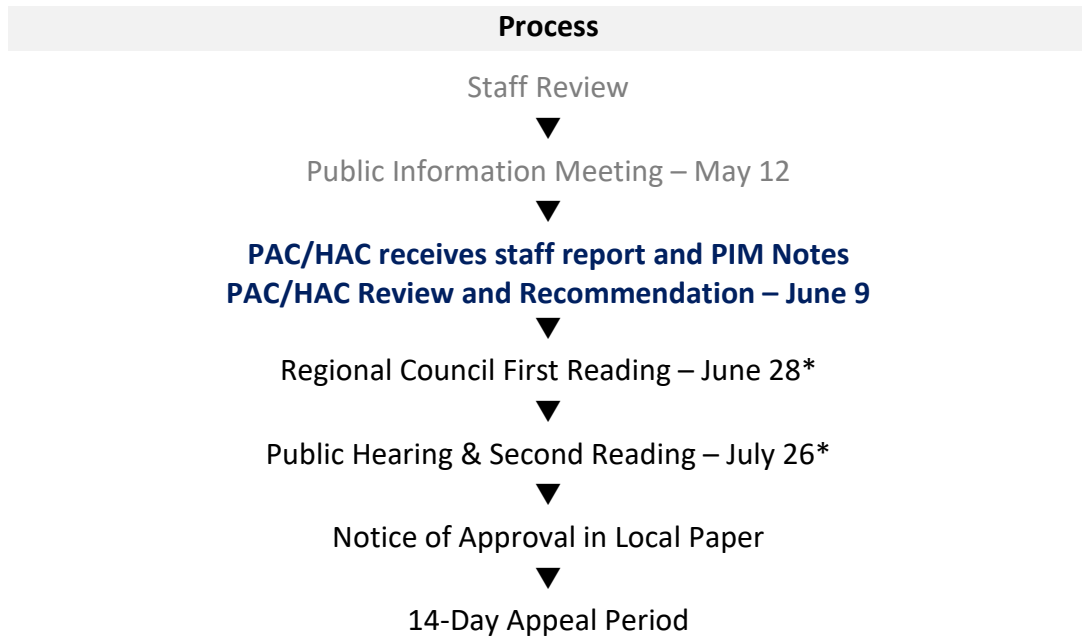 Process
Staff Review
Public Information Meeting – May 12
PAC/HAC receives staff report and PIM Notes
PAC/HAC Review and Recommendation – June 9
Regional Council First Reading – June 28*
Public Hearing & Second Reading – July 26*
Notice of Approval in Local Paper
14-Day Appeal Period